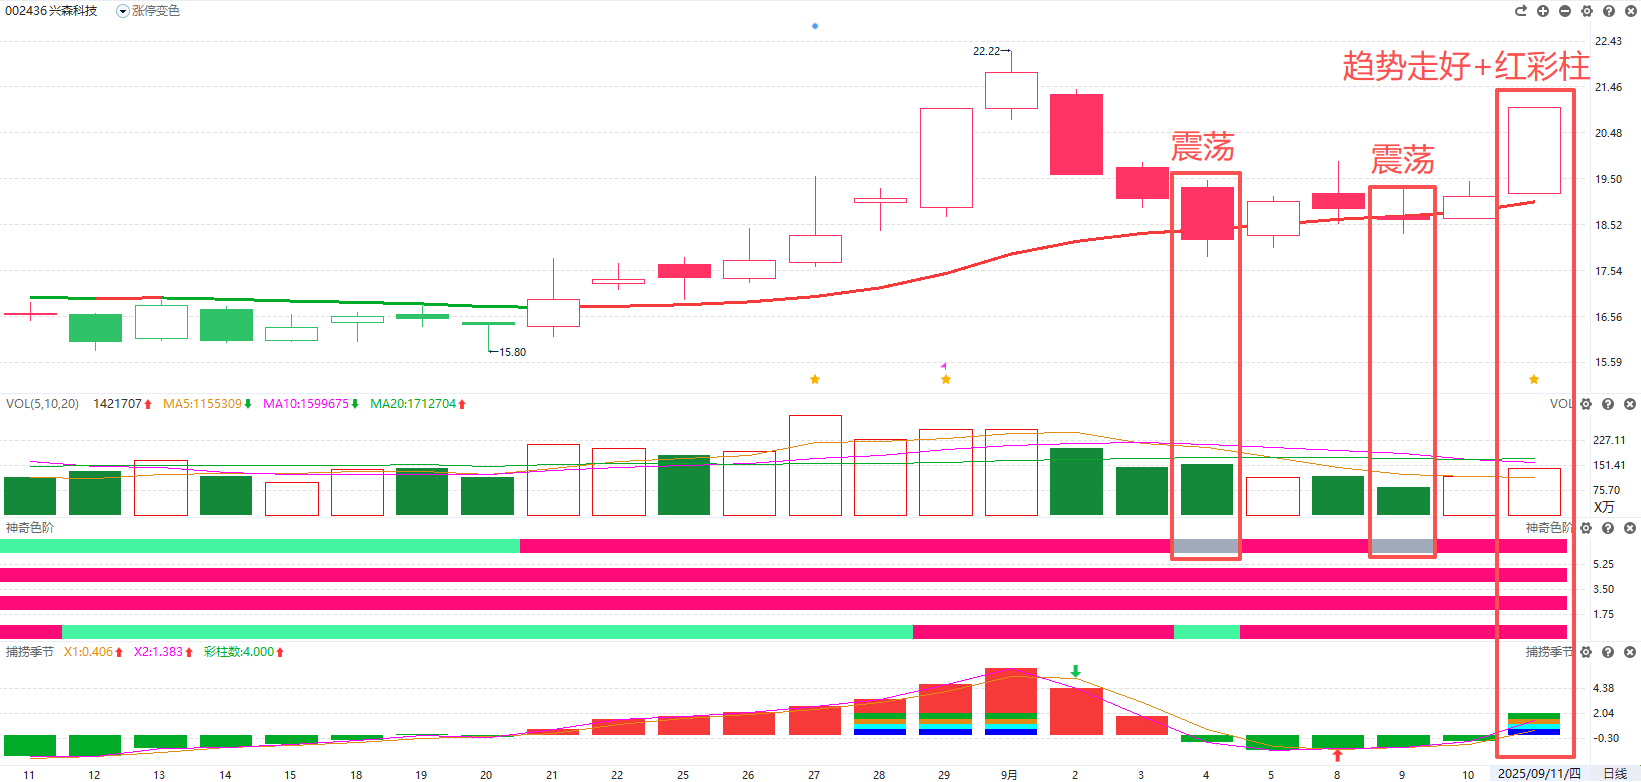 002436 兴森科技 涨停变色
22.43
22.22
趋势走好+红彩柱
21.46
震荡
震荡
20.48
19.50
18.52
17.54
16.56
15.80
15.59
VOL(5,10,20) 1421707 MA5:1155309 MA10:1599675 MA20:1712704 VOL
227.11
151.41
75.70
X万
神奇色阶 神奇色阶
5.25
3.50
1.75
捕捞季节 X1:0.406 X2:1.383 彩柱数:4.000 捕捞季节
4.38
2.04
-0.30
11 12 13 14 15 18 19 20 21 22 25 26 27 28 29 9月 2 3 4 5 8 9 10 2025/09/11/四 日线